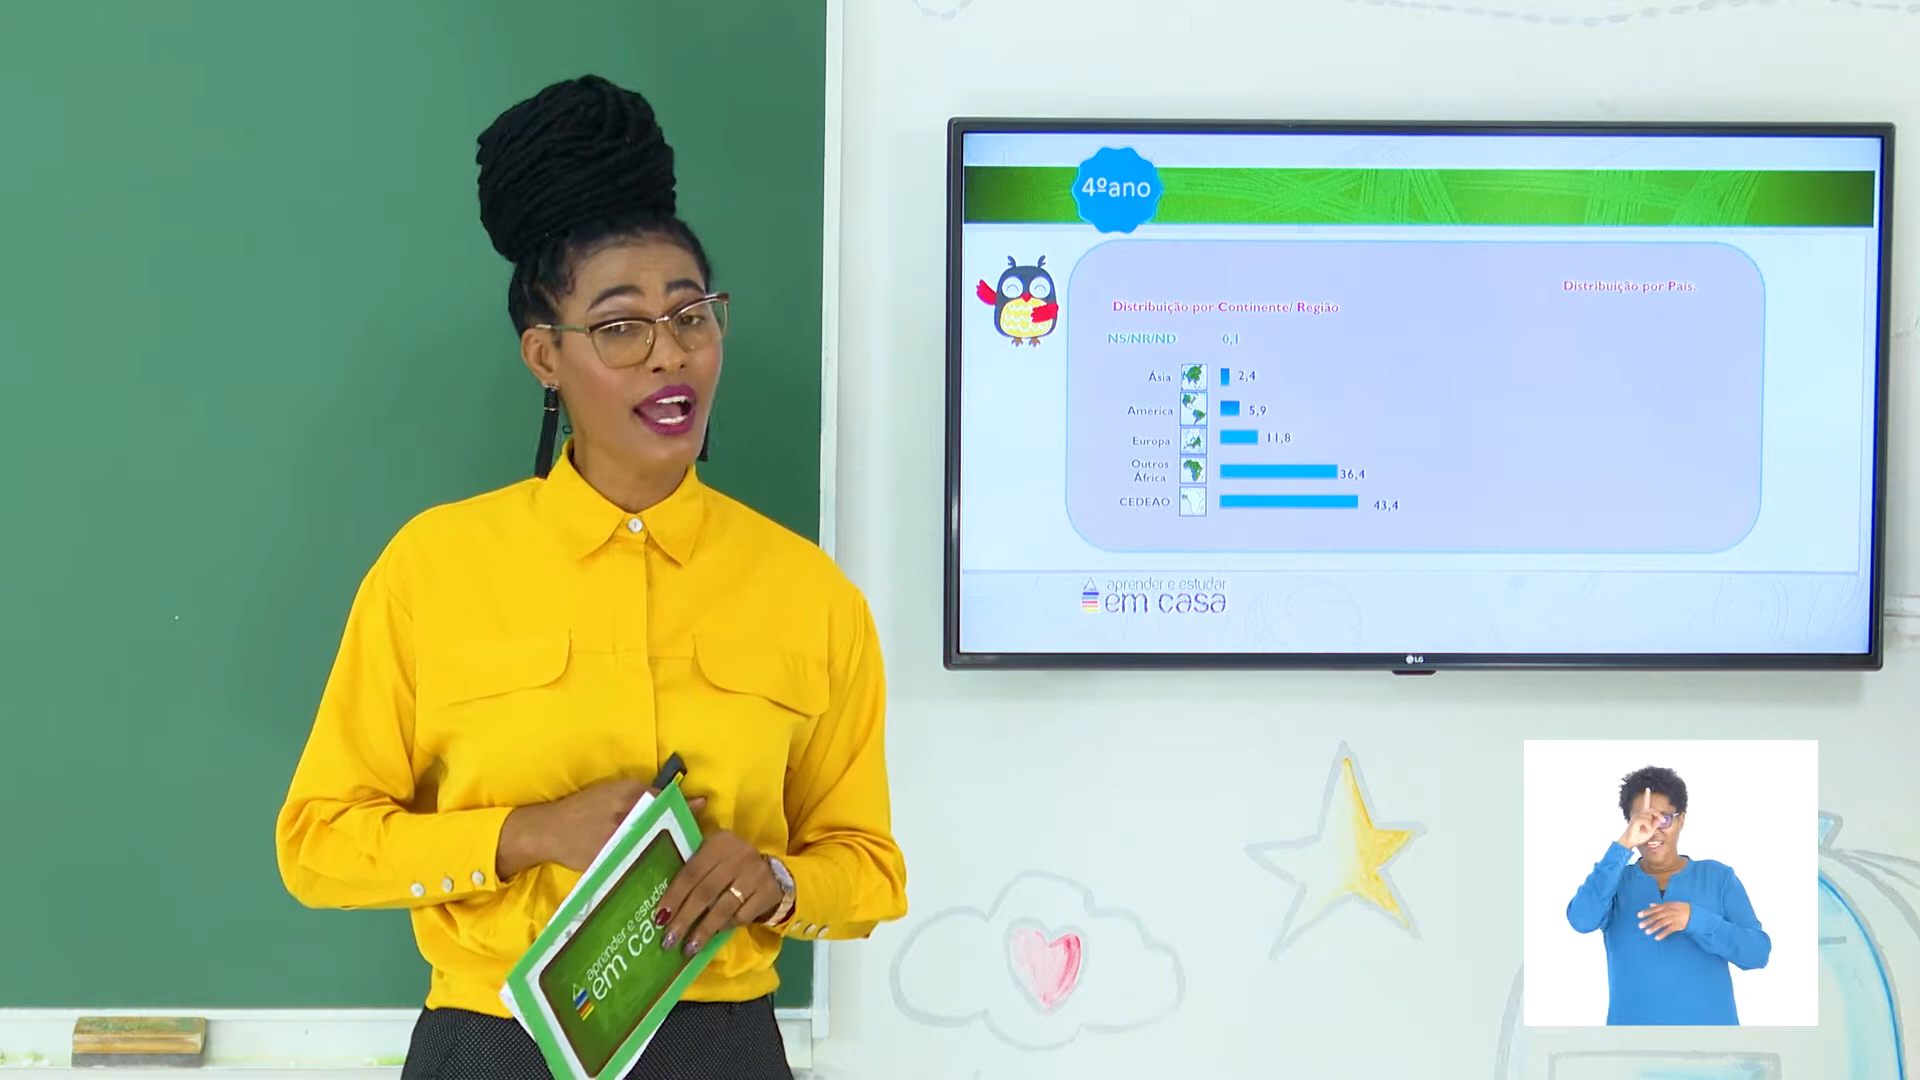 4ºano
Distribuição por País.
Distribuição por Continente/ Região
NS/NR/ND 0,1
Ásia 2,4
América 5,9
Europa 11,8
Outros
África 36,4
CEDEAO 43,4
aprender e estudar
em casa
LG
aprender e estudar
em cas